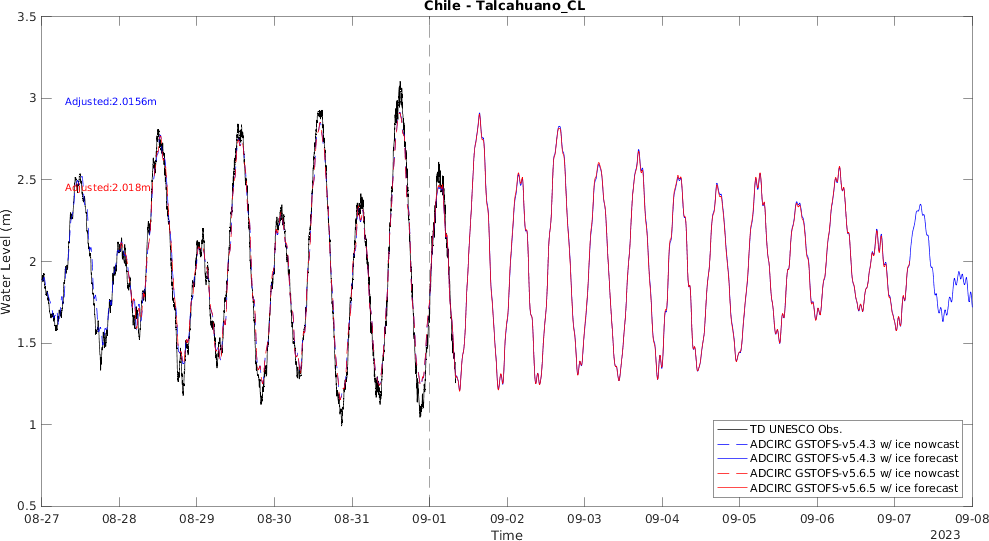 Chile - Talcahuano_CL
3.5
3
2.5
2
1.5
1
0.5
Water Level (m)
Adjusted:2.0156m
Adjusted:2.018m
TD UNESCO Obs.
ADCIRC GSTOFS-v5.4.3 w/ ice nowcast
ADCIRC GSTOFS-v5.4.3 w/ ice forecast
ADCIRC GSTOFS-v5.6.5 w/ ice nowcast
ADCIRC GSTOFS-v5.6.5 w/ ice forecast
08-27 08-28 08-29 08-30 08-31 09-01 09-02 09-03 09-04 09-05 09-06 09-07 09-08
Time
2023